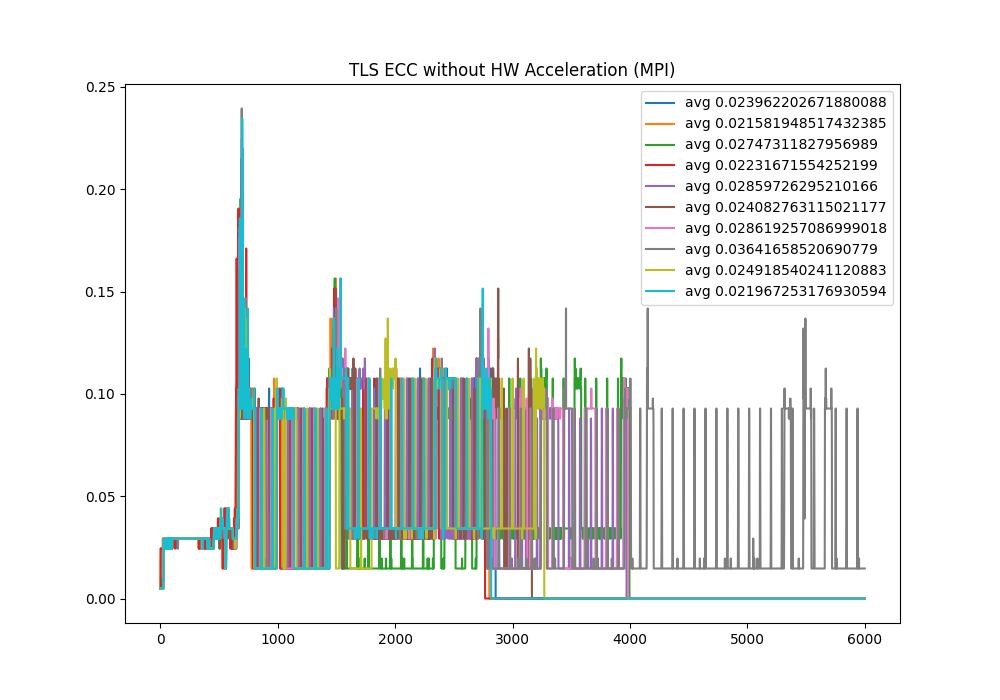 TLS ECC without HW Acceleration (MPI)
avg 0.023962202671880088
avg 0.021581948517432385
avg 0.02747311827956989
avg 0.02231671554252199
avg 0.02859726295210166
avg 0.024082763115021177
avg 0.028619257086999018
avg 0.03641658520690779
avg 0.024918540241120883
avg 0.021967253176930594
0.25
0.20
0.15
0.10
0.05
0.00
0 1000 2000 3000 4000 5000 6000